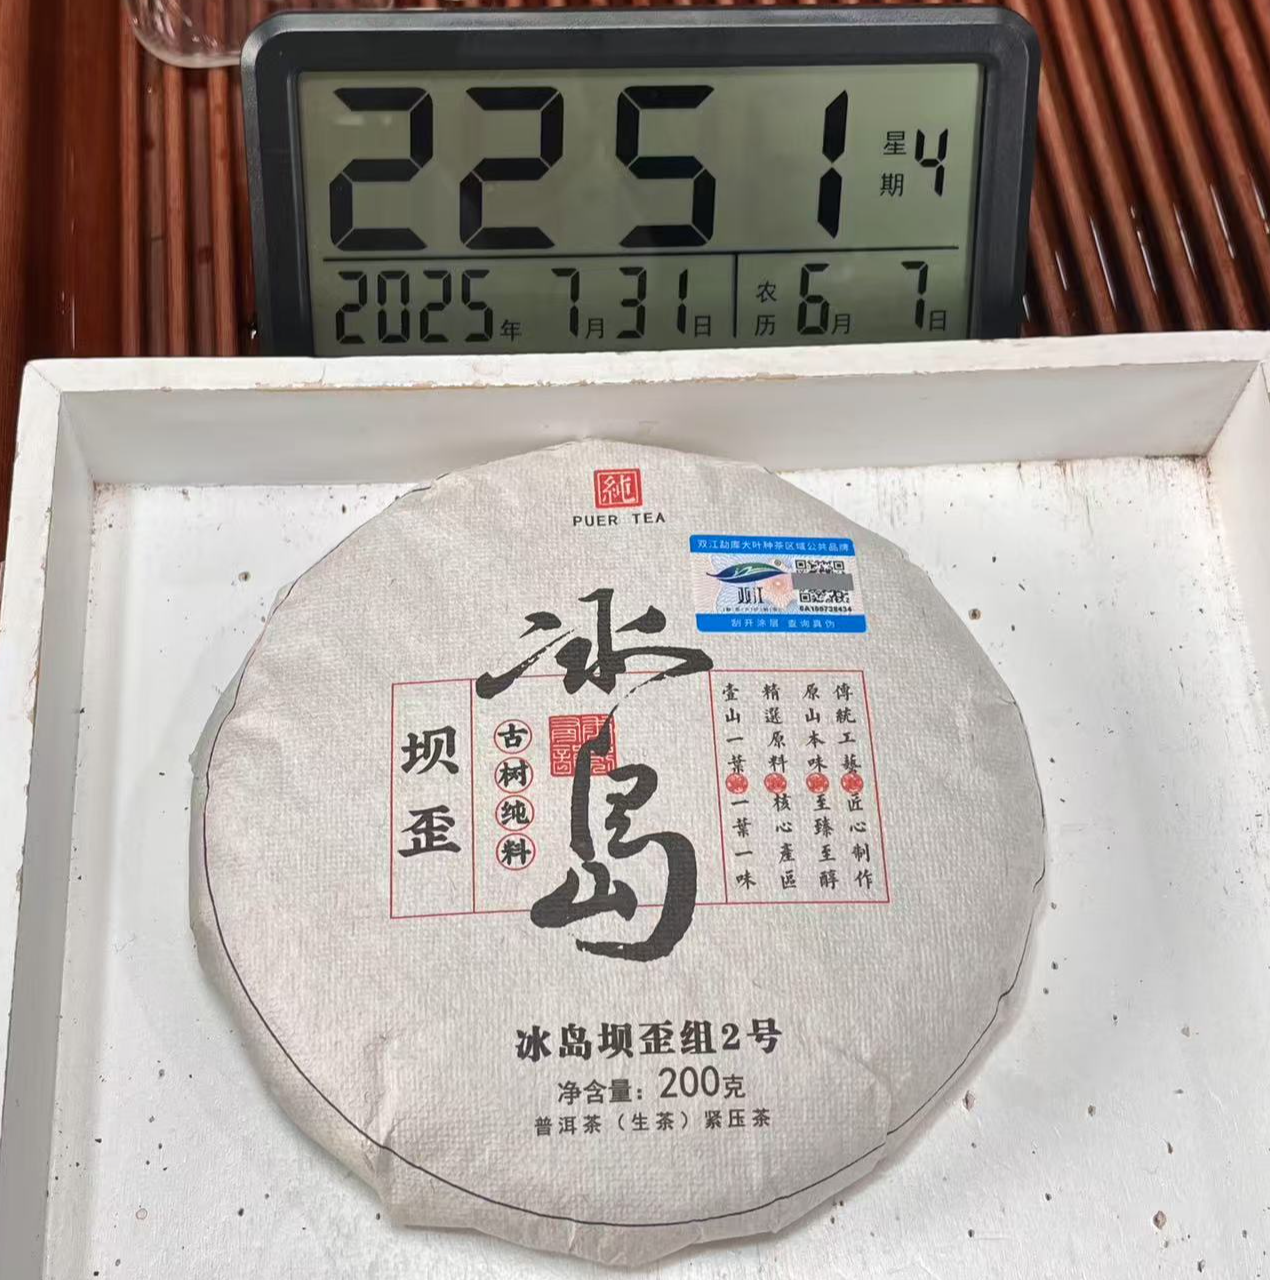 2251
星期4
2025年 7月31日
农历 6月 7日
純
PUER TEA
双江勐库大叶种茶区域公共品牌
双江
SA100739434
刮开涂层 查询真伪
冰岛
坝歪
古树纯料
傳統工藝 匠心制作
原山本味 至臻至醇
精選原料 核心產區
壹山一葉 一葉一味
冰岛坝歪组2号
净含量：200克
普洱茶（生茶）紧压茶